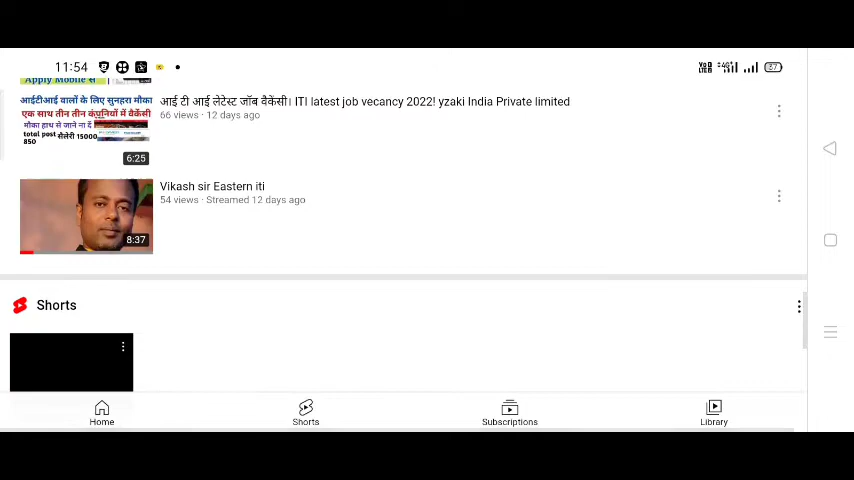 11:54
57
Apply Mobile से
आईटीआई वालों के लिए सुनहरा मौका
एक साथ तीन तीन कंपनियों में वैकेंसी
मौका हाथ से जाने ना दें
total post सैलेरी 15000
850
6:25
आई टी आई लेटेस्ट जॉब वैकेंसी। ITI latest job vecancy 2022! yzaki India Private limited
66 views · 12 days ago
8:37
Vikash sir Eastern iti
54 views · Streamed 12 days ago
Shorts
Home
Shorts
Subscriptions
Library